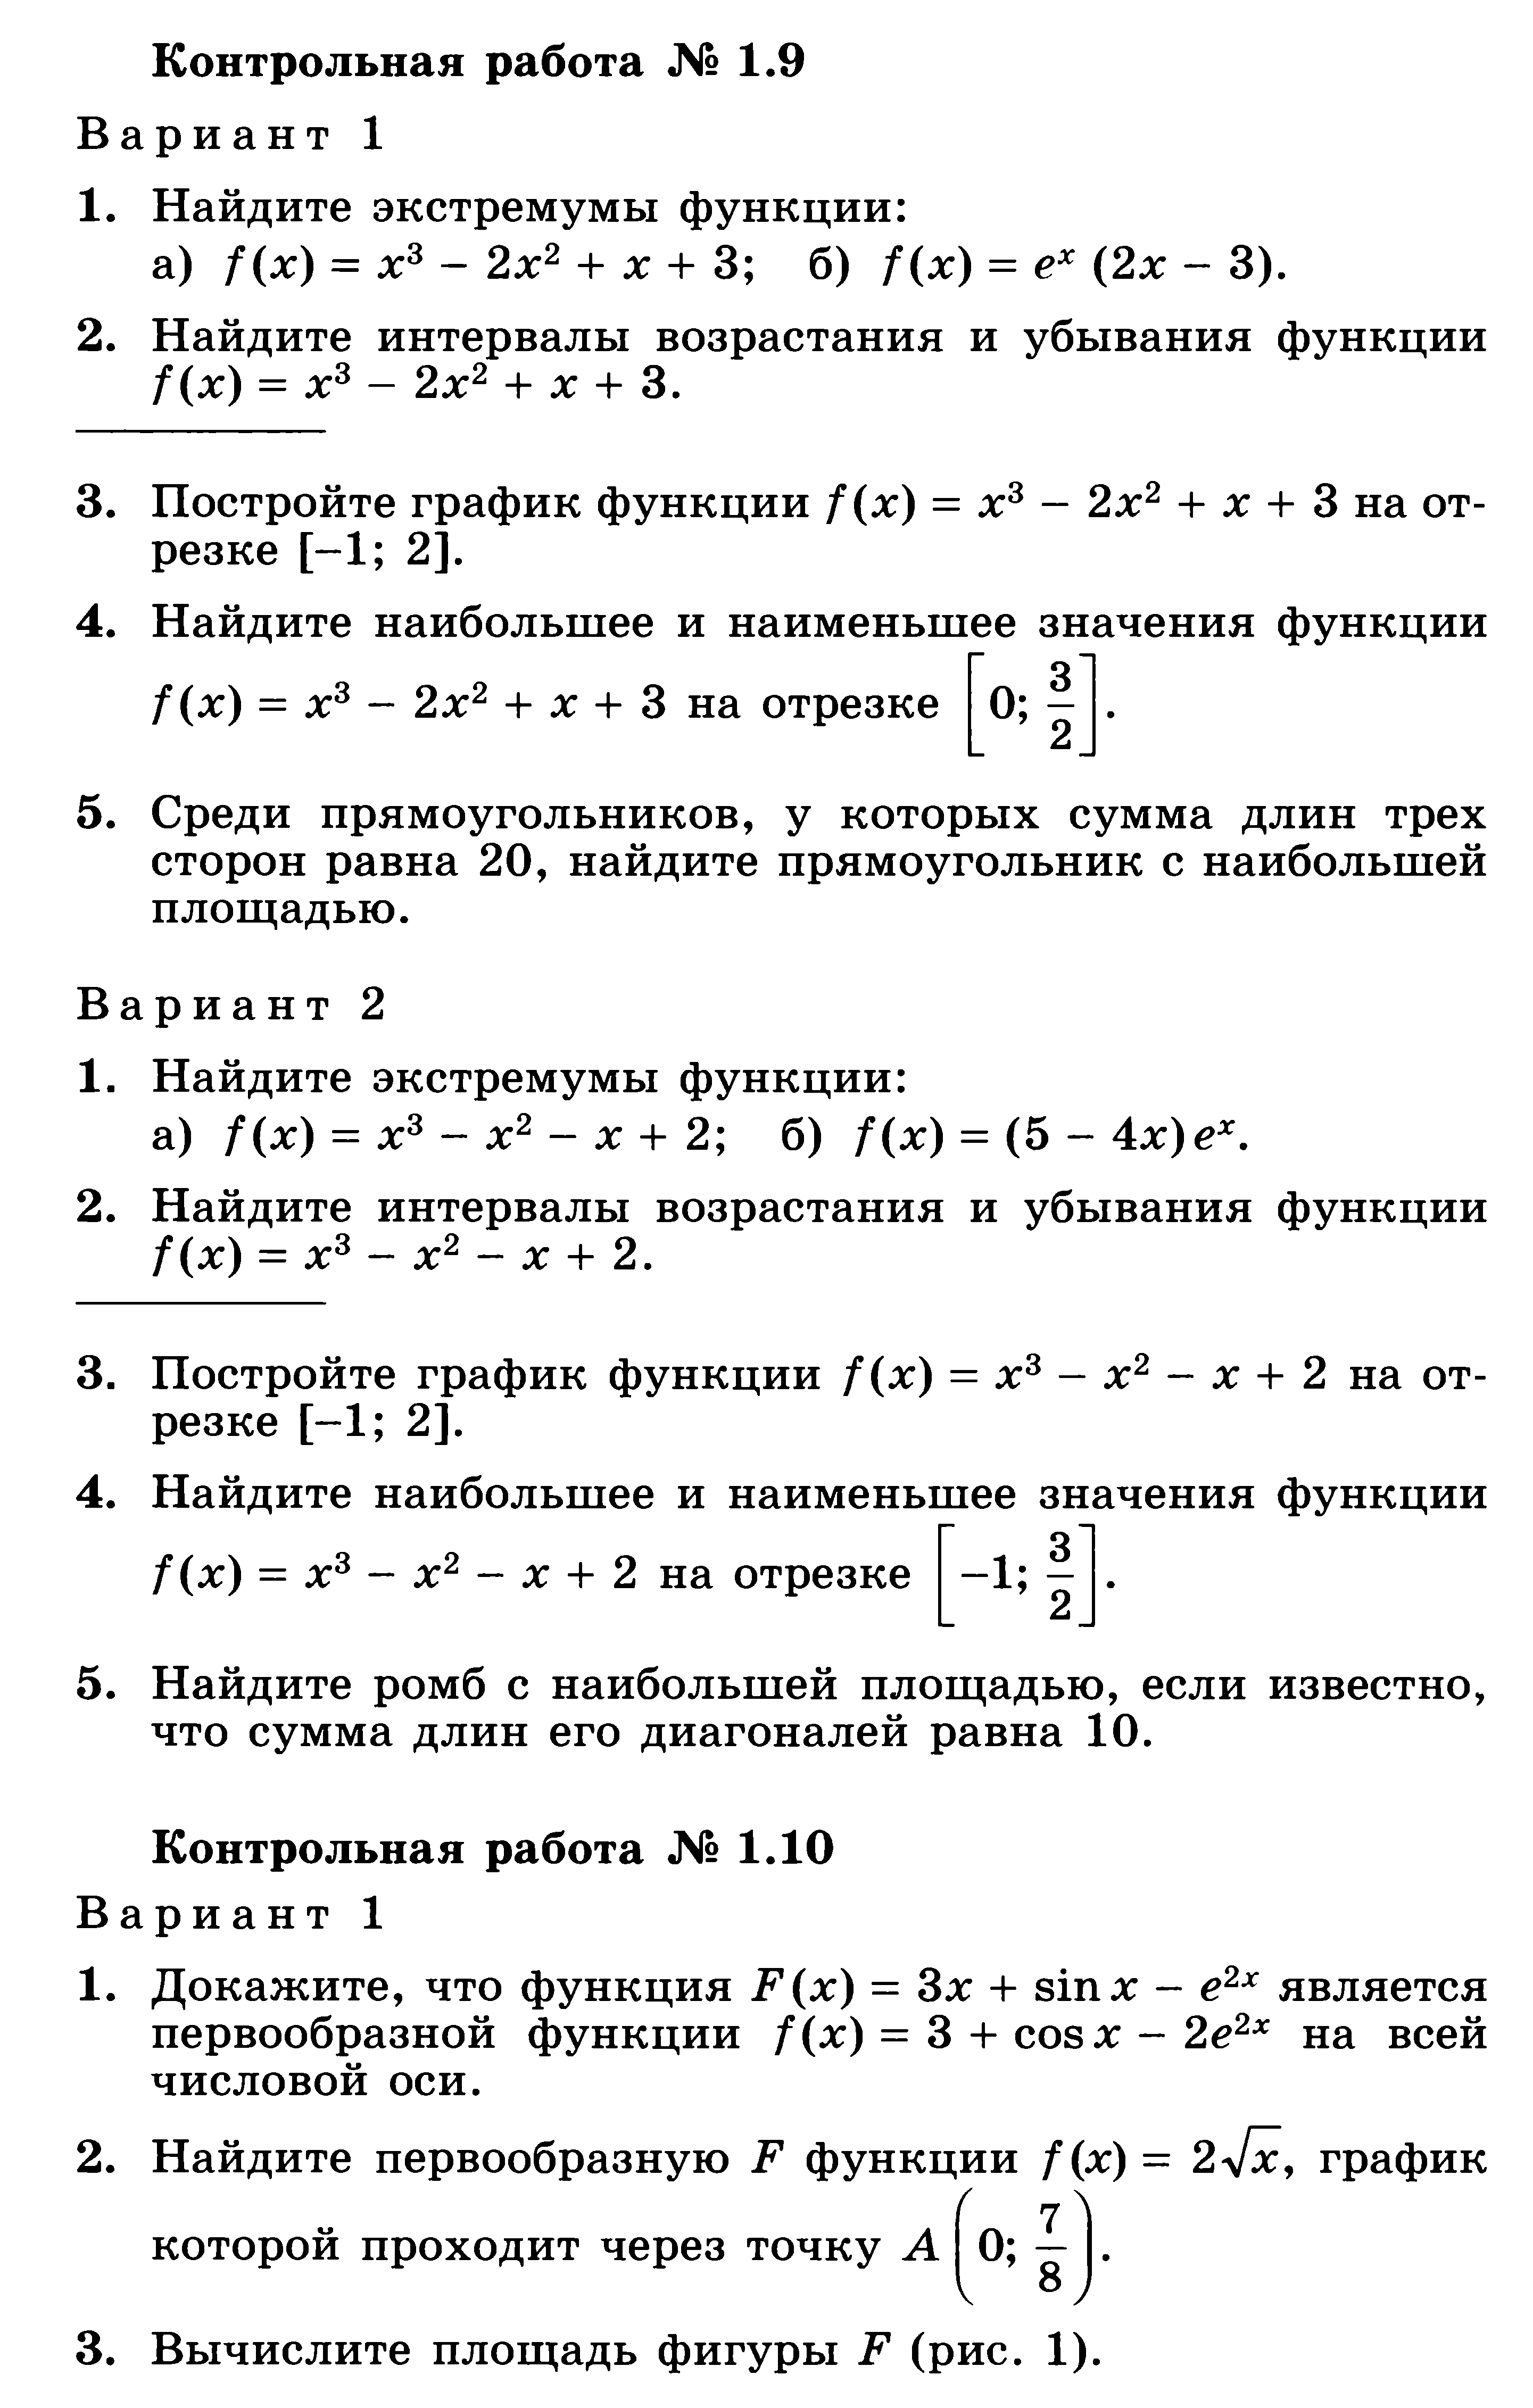 Контрольная работа № 1.9
Вариант 1
1. Найдите экстремумы функции:
а) f(x) = x³ – 2x² + x + 3; б) f(x) = eˣ (2x – 3).
2. Найдите интервалы возрастания и убывания функции
f(x) = x³ – 2x² + x + 3.
3. Постройте график функции f(x) = x³ – 2x² + x + 3 на от-
резке [–1; 2].
4. Найдите наибольшее и наименьшее значения функции
f(x) = x³ – 2x² + x + 3 на отрезке [0; 3/2].
5. Среди прямоугольников, у которых сумма длин трех
сторон равна 20, найдите прямоугольник с наибольшей
площадью.
Вариант 2
1. Найдите экстремумы функции:
а) f(x) = x³ – x² – x + 2; б) f(x) = (5 – 4x)eˣ.
2. Найдите интервалы возрастания и убывания функции
f(x) = x³ – x² – x + 2.
3. Постройте график функции f(x) = x³ – x² – x + 2 на от-
резке [–1; 2].
4. Найдите наибольшее и наименьшее значения функции
f(x) = x³ – x² – x + 2 на отрезке [–1; 3/2].
5. Найдите ромб с наибольшей площадью, если известно,
что сумма длин его диагоналей равна 10.
Контрольная работа № 1.10
Вариант 1
1. Докажите, что функция F(x) = 3x + sin x – e²ˣ является
первообразной функции f(x) = 3 + cos x – 2e²ˣ на всей
числовой оси.
2. Найдите первообразную F функции f(x) = 2√x, график
которой проходит через точку A(0; 7/8).
3. Вычислите площадь фигуры F (рис. 1).